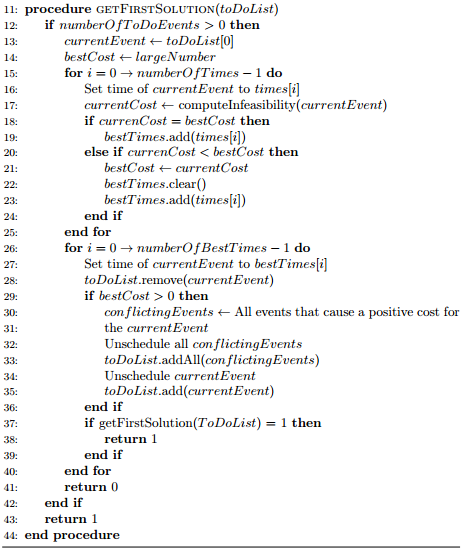 11: procedure GETFIRSTSOLUTION(toDoList)
12: if numberOfToDoEvents > 0 then
13: currentEvent ← toDoList[0]
14: bestCost ← largeNumber
15: for i = 0 → numberOfTimes − 1 do
16: Set time of currentEvent to times[i]
17: currentCost ← computeInfeasibility(currentEvent)
18: if currenCost = bestCost then
19: bestTimes.add(times[i])
20: else if currenCost < bestCost then
21: bestCost ← currentCost
22: bestTimes.clear()
23: bestTimes.add(times[i])
24: end if
25: end for
26: for i = 0 → numberOfBestTimes − 1 do
27: Set time of currentEvent to bestTimes[i]
28: toDoList.remove(currentEvent)
29: if bestCost > 0 then
30: conflictingEvents ← All events that cause a positive cost for
31: the currentEvent
32: Unschedule all conflictingEvents
33: toDoList.addAll(conflictingEvents)
34: Unschedule currentEvent
35: toDoList.add(currentEvent)
36: end if
37: if getFirstSolution(ToDoList) = 1 then
38: return 1
39: end if
40: end for
41: return 0
42: end if
43: return 1
44: end procedure